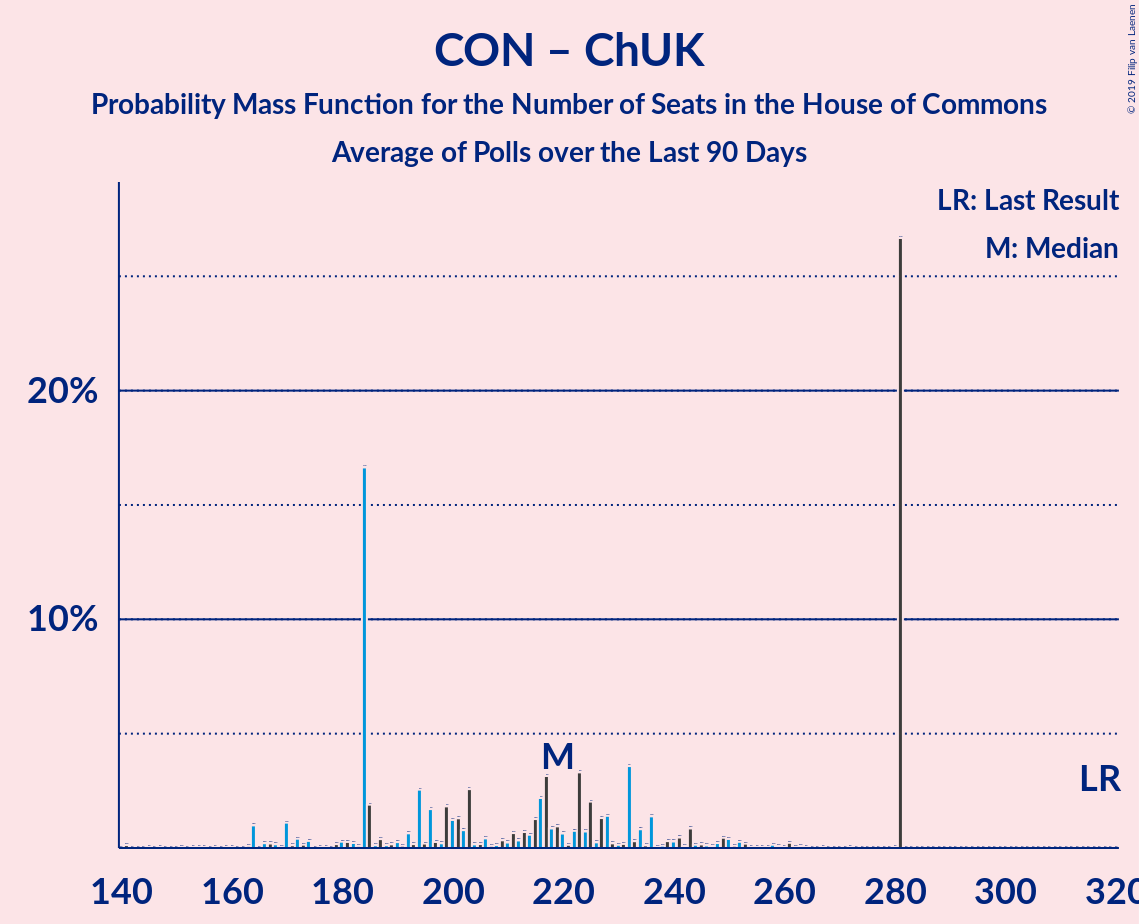 CON – ChUK
Probability Mass Function for the Number of Seats in the House of Commons
Average of Polls over the Last 90 Days
© 2019 Filip van Laenen
LR: Last Result
M: Median
20%
10%
M
LR
140 160 180 200 220 240 260 280 300 320